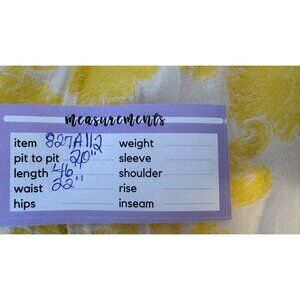 measurements
item 827A112 weight
pit to pit 20" sleeve
length 46" shoulder
waist 22" rise
hips inseam